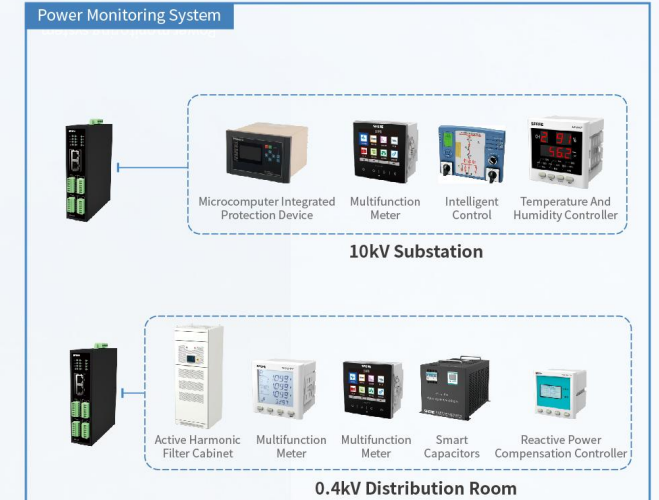 Power Monitoring System
Microcomputer Integrated
Protection Device
Multifunction
Meter
Intelligent
Control
Temperature And
Humidity Controller
10kV Substation
Active Harmonic
Filter Cabinet
Multifunction
Meter
Multifunction
Meter
Smart
Capacitors
Reactive Power
Compensation Controller
0.4kV Distribution Room